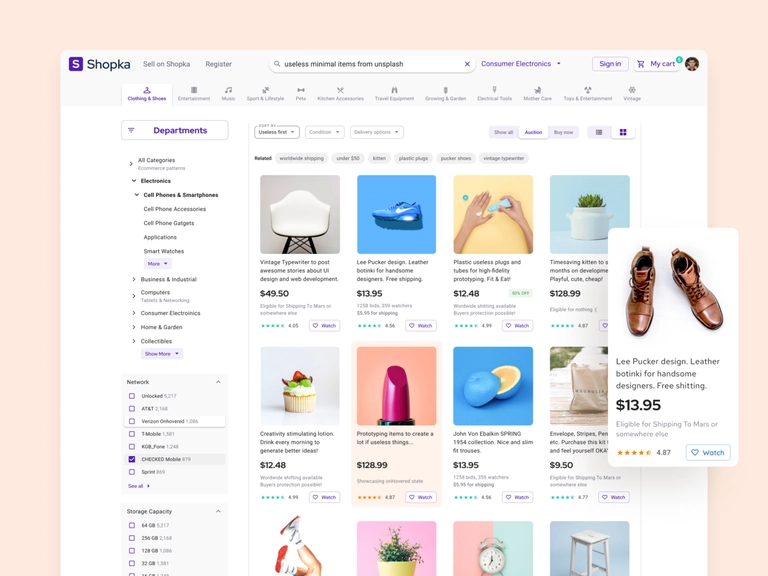 S Shopka
Sell on Shopka
Register
useless minimal items from unsplash
Consumer Electronics
Sign in
My cart
Clothing & Shoes
Entertainment
Music
Sport & Lifestyle
Pets
Kitchen Accessories
Travel Equipment
Growing & Garden
Electrical Tools
Mother Care
Toys & Entertainment
Vintage
Departments
SORT BY
Useless first
Condition
Delivery options
Show all
Auction
Buy now
Related
worldwide shipping
under $50
kitten
plastic plugs
pucker shoes
vintage typewriter
All Categories
Ecommerce patterns
Electronics
Cell Phones & Smartphones
Cell Phone Accessories
Cell Phone Gatgets
Applications
Smart Watches
More
Business & Industrial
Computers
Tablets & Networking
Consumer Electroinics
Home & Garden
Collectibles
Show More
Network
Unlocked 5,217
AT&T 2,168
Verizon Onhovered 1,086
T-Mobile 1,581
KGB_Fone 1,248
CHECKED Mobile 879
Sprint 869
See all
Storage Capacity
64 GB 5,217
256 GB 2,168
128 GB 1,086
32 GB 1,581
Vintage Typewriter to post
awesome stories about UI
design and web development.
$49.50
Eligible for Shipping To Mars or
somewhere else
4.05
Watch
Lee Pucker design. Leather
botinki for handsome
designers. Free shipping.
$13.95
1258 bids, 359 watchers
$5.95 for shipping
4.56
Watch
Plastic useless plugs and
tubes for high-fidelity
prototyping. Fit & Eat!
$12.48
50% OFF
Wordwide shifting available
Buyers protection possible!
4.99
Watch
Timesaving kitten s
months on developme
Playful, cute, cheap!
$128.99
Eligible for nothing :(
4.87
Creativity stimulating lotion.
Drink every morning to
generate better ideas!
$12.48
Wordwide shifting available
Buyers protection possible!
4.99
Watch
Prototyping items to create a
lot if useless things...
$128.99
Showcasing onhovered state
4.87
Watch
John Von Ebalkin SPRING
1954 collection. Nice and slim
fit trouses.
$13.95
1258 bids, 359 watchers
$5.95 for shipping
4.56
Watch
Envelope, Stripes, Pen
etc. Purchase this kit
and feel yourself OKA
$9.50
Eligible for Shipping To Mars or
somewhere else
4.77
Watch
Lee Pucker design. Leather
botinki for handsome
designers. Free shitting.
$13.95
Eligible for Shipping To Mars or
somewhere else
4.87
Watch